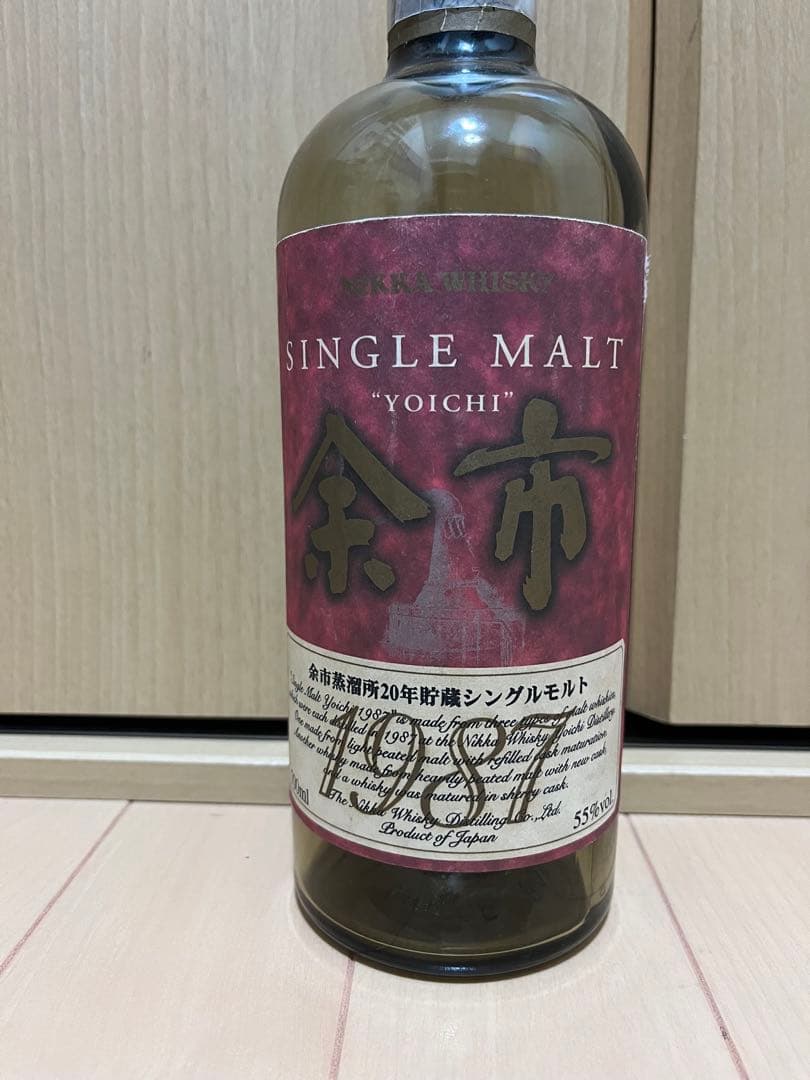 NIKKA WHISKY
SINGLE MALT
"YOICHI"
余市
余市蒸溜所20年貯蔵シングルモルト
Single Malt Yoichi 1987" is made from three types of malt whiskies,
which were each distilled in 1987 at the Nikka Whisky Yoichi Distillery.
One made from light peated malt with refilled cask maturation.
Another whisky made from heavily peated malt with new cask,
and a whisky was matured in sherry cask.
1987
The Nikka Whisky Distilling Co.,Ltd.
00ml
55%vol.
Product of Japan